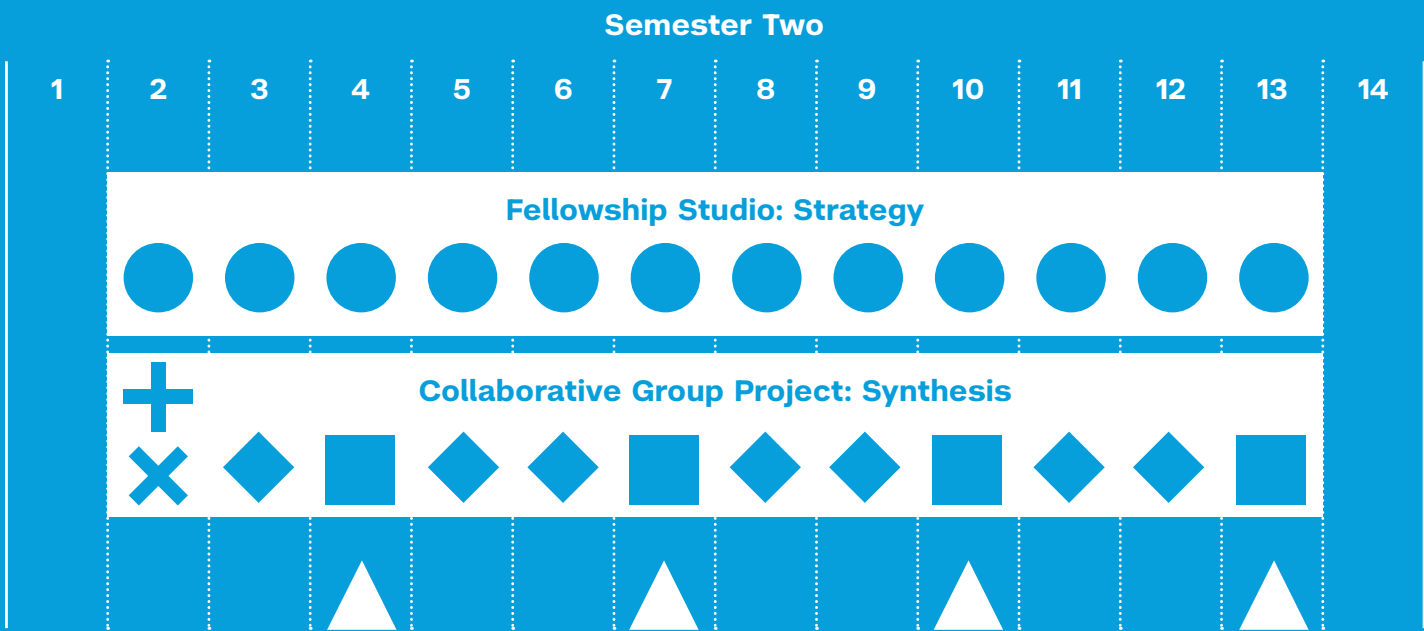 Semester Two
1 2 3 4 5 6 7 8 9 10 11 12 13 14
Fellowship Studio: Strategy
Collaborative Group Project: Synthesis